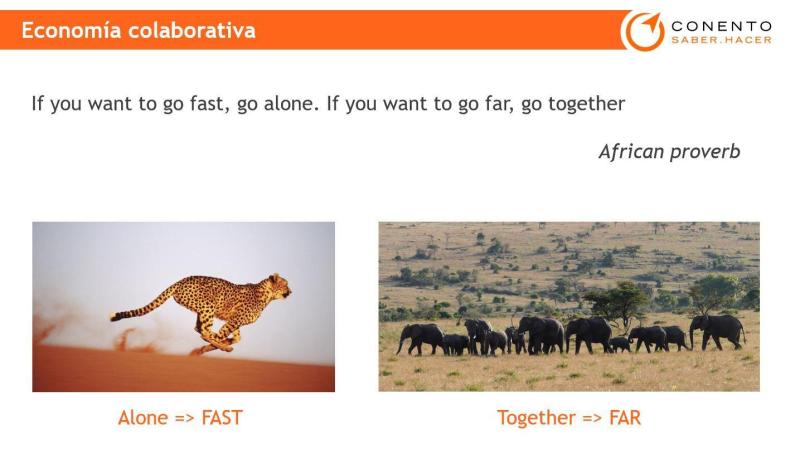 Economía colaborativa
CONENTO
SABER.HACER
If you want to go fast, go alone. If you want to go far, go together
African proverb
Alone => FAST
Together => FAR